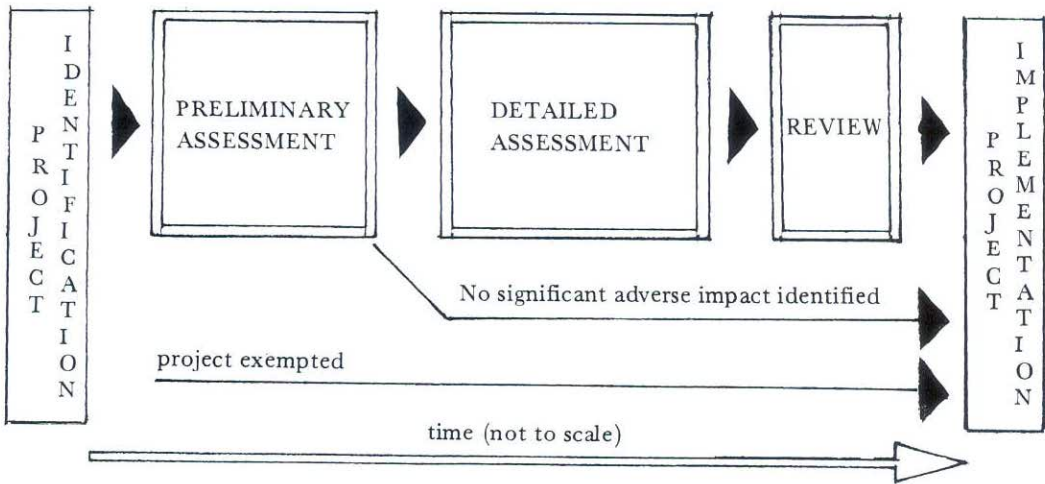 PROJECT
IDENTIFICATION
PRELIMINARY
ASSESSMENT
DETAILED
ASSESSMENT
REVIEW
PROJECT
IMPLEMENTATION
No significant adverse impact identified
project exempted
time (not to scale)